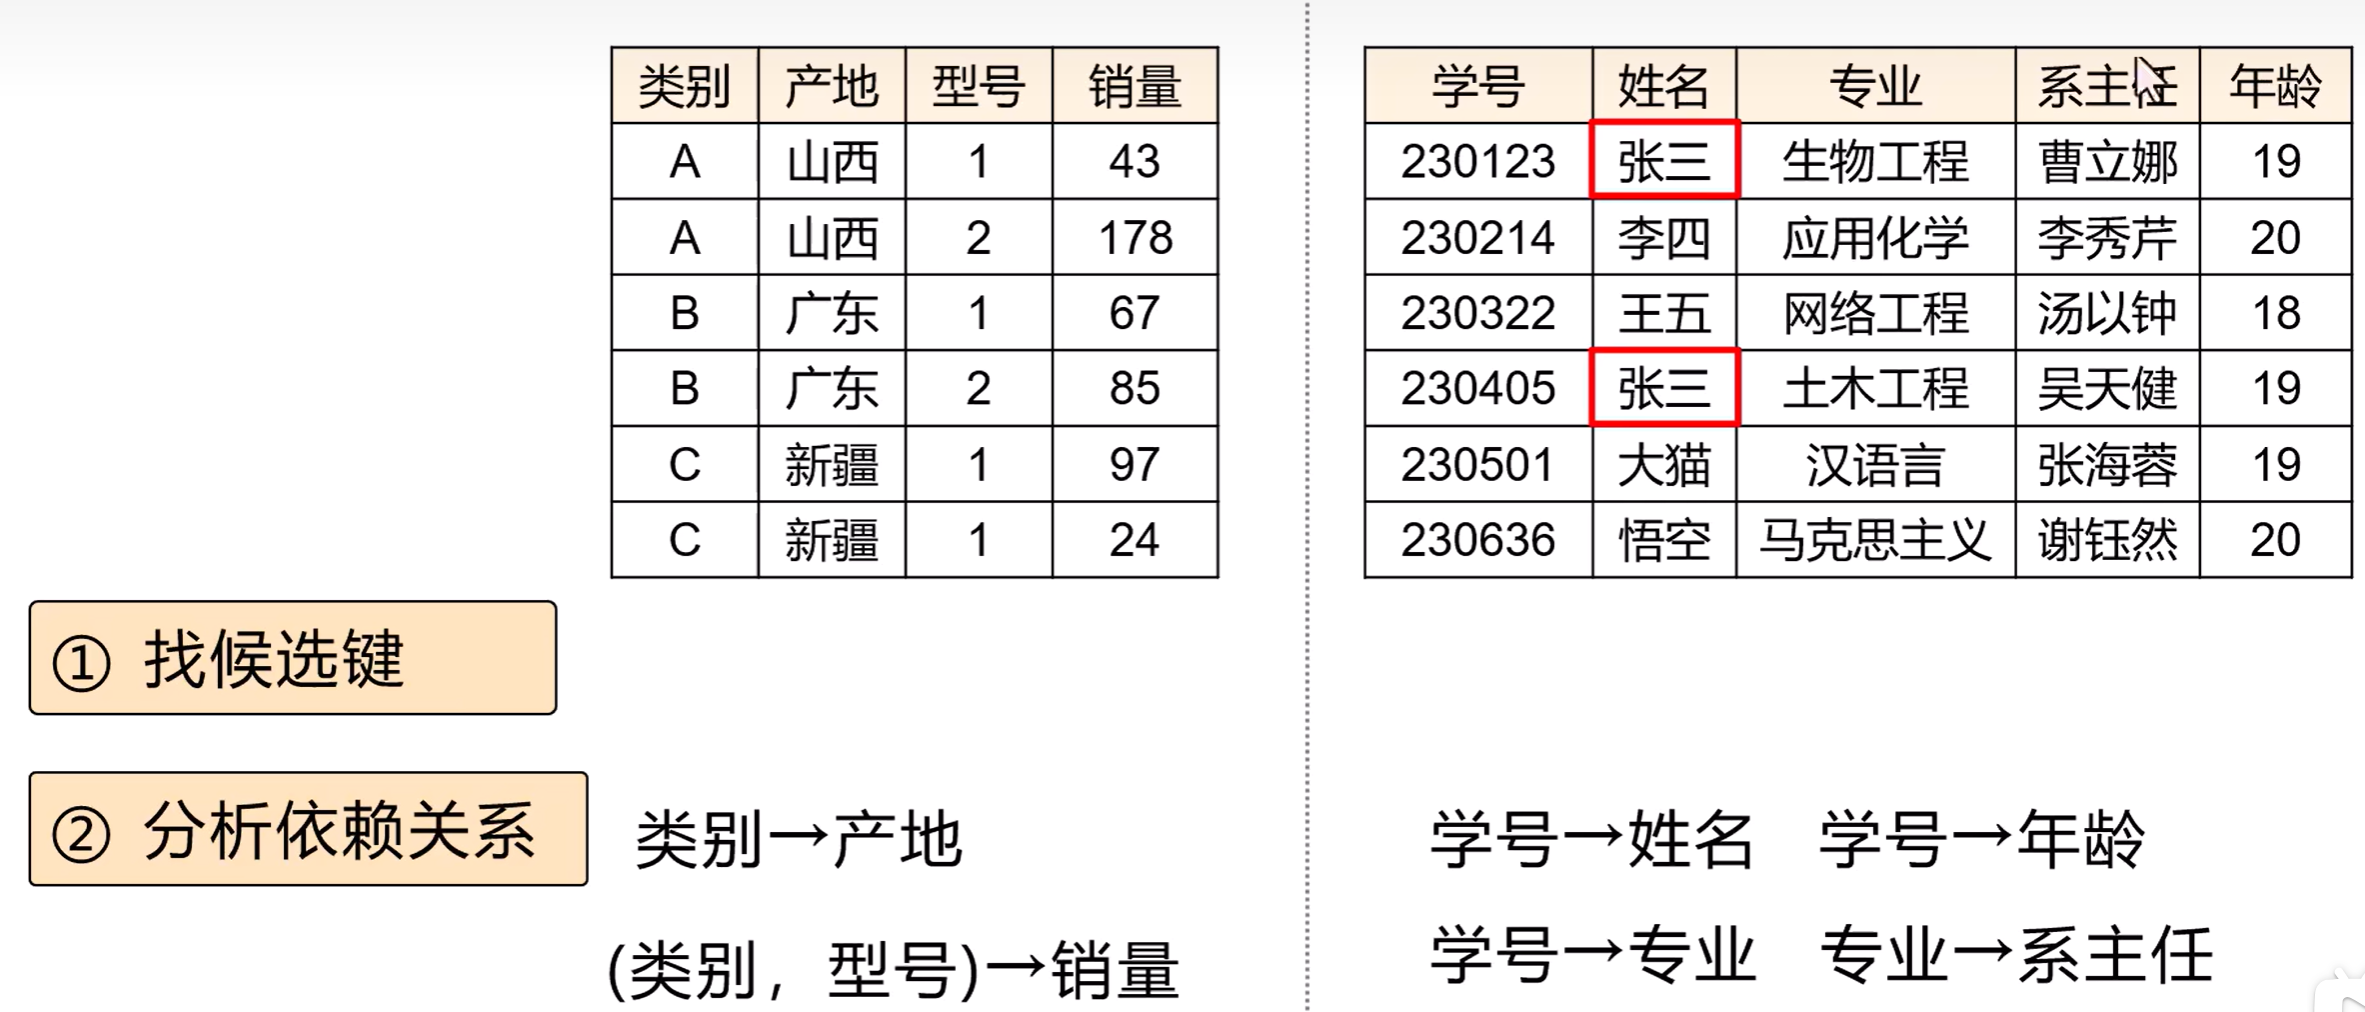 类别 产地 型号 销量
A 山西 1 43
A 山西 2 178
B 广东 1 67
B 广东 2 85
C 新疆 1 97
C 新疆 1 24
学号 姓名 专业 系主任 年龄
230123 张三 生物工程 曹立娜 19
230214 李四 应用化学 李秀芹 20
230322 王五 网络工程 汤以钟 18
230405 张三 土木工程 吴天健 19
230501 大猫 汉语言 张海蓉 19
230636 悟空 马克思主义 谢钰然 20
① 找候选键
② 分析依赖关系
类别→产地
(类别，型号)→销量
学号→姓名 学号→年龄
学号→专业 专业→系主任